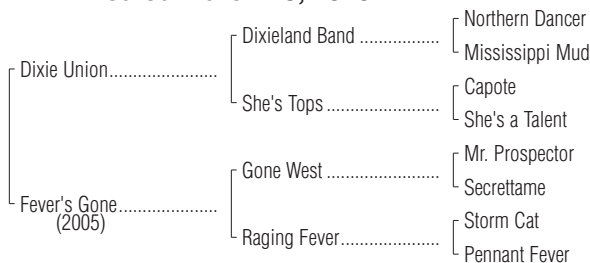 Northern Dancer
Dixieland Band ................
Mississippi Mud
Dixie Union.....................
Capote
She's Tops ......................
She's a Talent
Mr. Prospector
Gone West .....................
Secrettame
Fever's Gone...................
(2005)
Storm Cat
Raging Fever...................
Pennant Fever